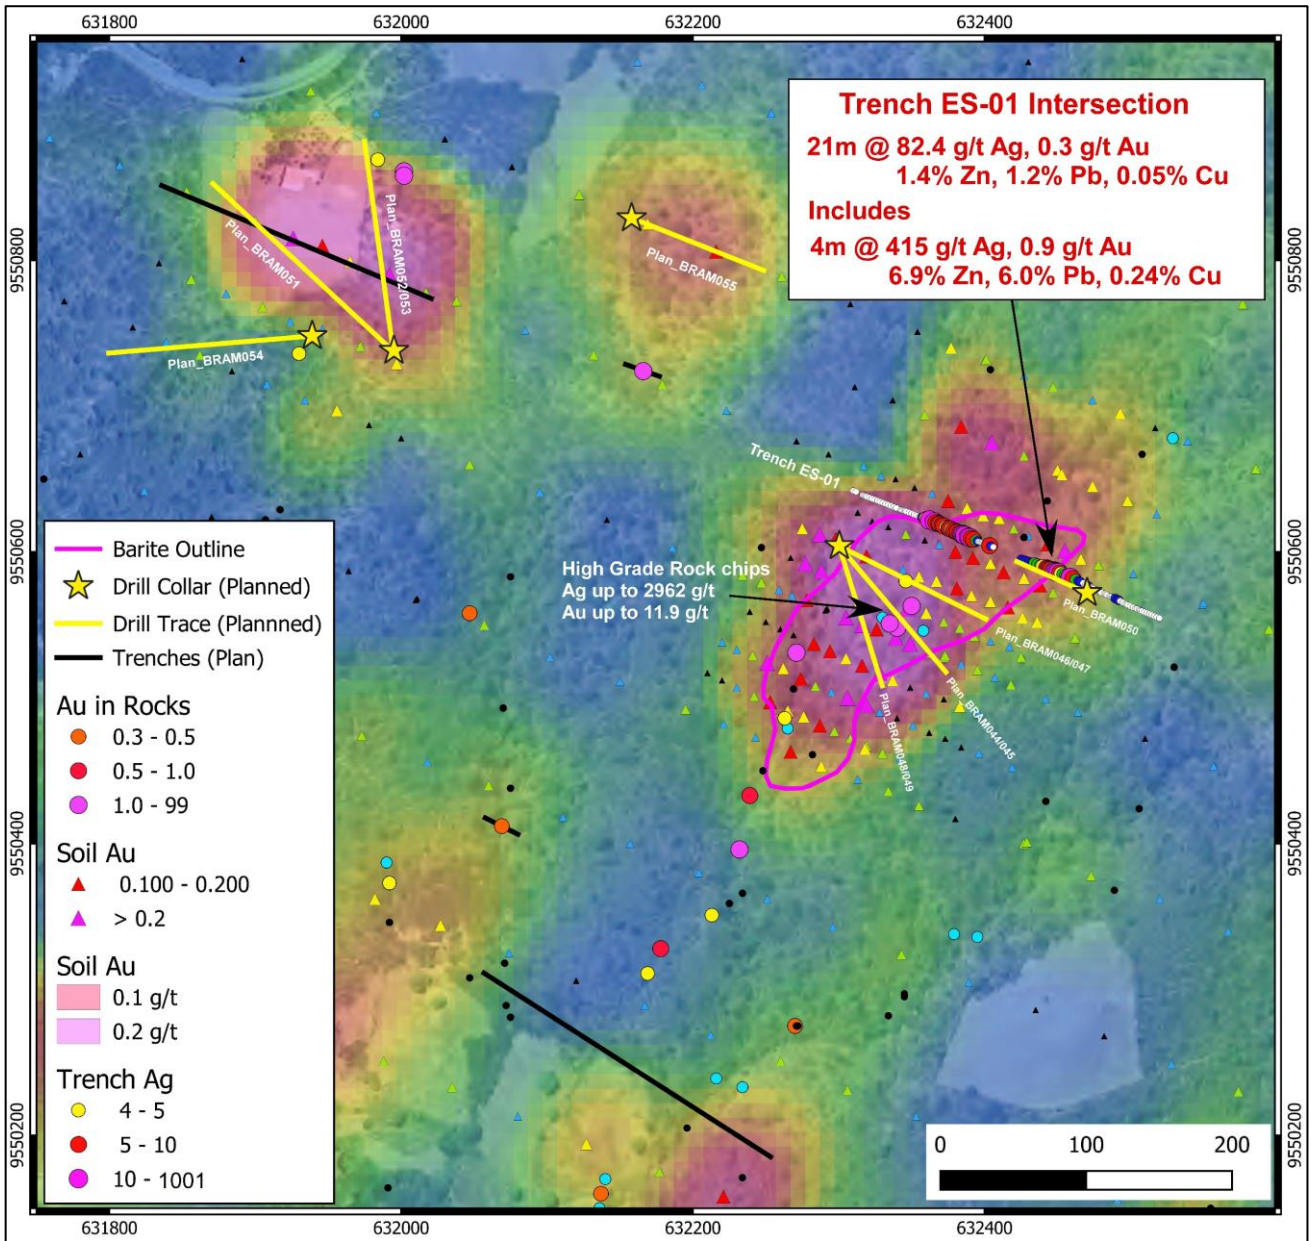 631800 632000 632200 632400
Trench ES-01 Intersection
21m @ 82.4 g/t Ag, 0.3 g/t Au
1.4% Zn, 1.2% Pb, 0.05% Cu
Includes
4m @ 415 g/t Ag, 0.9 g/t Au
6.9% Zn, 6.0% Pb, 0.24% Cu
9550800
9550800
Plan_BRAM051
Plan_BRAM052/053
Plan_BRAM055
Plan_BRAM054
Trench ES-01
9550600
9550600
High Grade Rock chips
Ag up to 2962 g/t
Au up to 11.9 g/t
Plan_BRAM050
Plan_BRAM046/047
Plan_BRAM044/045
Plan_BRAM048/049
Barite Outline
Drill Collar (Planned)
Drill Trace (Plannned)
Trenches (Plan)
Au in Rocks
0.3 - 0.5
0.5 - 1.0
1.0 - 99
Soil Au
0.100 - 0.200
> 0.2
Soil Au
0.1 g/t
0.2 g/t
Trench Ag
4 - 5
5 - 10
10 - 1001
9550400
9550400
9550200
9550200
0 100 200
631800 632000 632200 632400